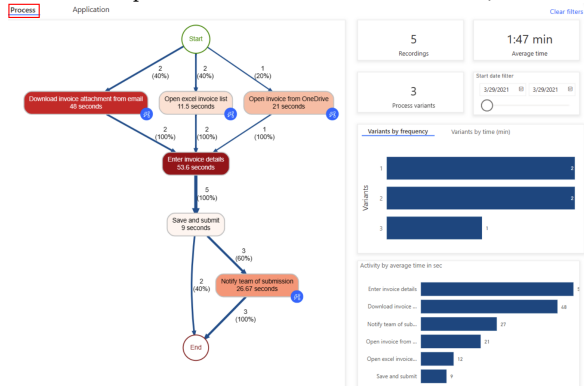 Process
Application
Clear filters
Start
2
(40%)
2
(40%)
1
(20%)
Download invoice attachment from email
48 seconds
Open excel invoice list
11.5 seconds
Open invoice from OneDrive
21 seconds
2
(100%)
2
(100%)
1
(100%)
Enter invoice details
53.6 seconds
5
(100%)
Save and submit
9 seconds
3
(60%)
2
(40%)
Notify team of submission
26.67 seconds
3
(100%)
End
5
Recordings
1:47 min
Average time
3
Process variants
Start date filter
3/29/2021
3/29/2021
Variants by frequency
Variants by time (min)
Variants
1
2
2
2
3
1
Activity by average time in sec
Enter invoice details
Download invoice ...
48
Notify team of sub...
27
Open invoice from ...
21
Open excel invoice...
12
Save and submit
9